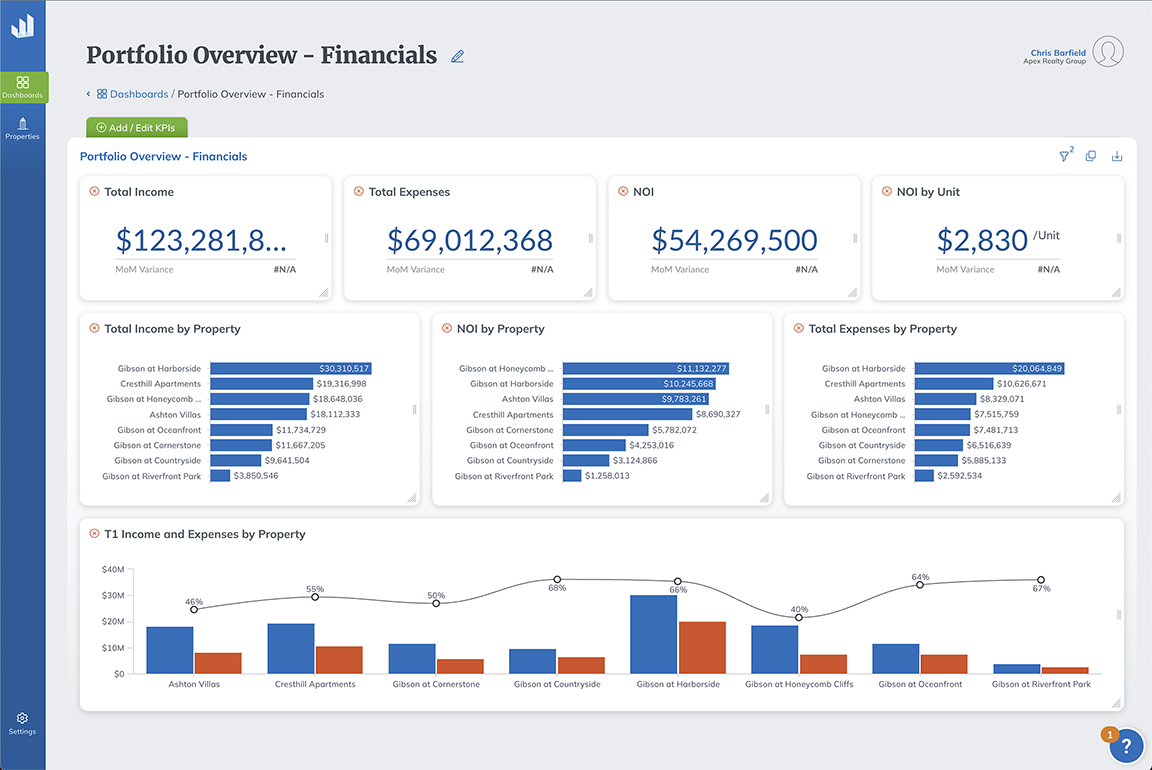 Portfolio Overview - Financials
Chris Barfield
Apex Realty Group
Dashboards
Properties
Settings
Dashboards / Portfolio Overview - Financials
Add / Edit KPIs
Portfolio Overview - Financials
2
Total Income
$123,281,8...
MoM Variance #N/A
Total Expenses
$69,012,368
MoM Variance #N/A
NOI
$54,269,500
MoM Variance #N/A
NOI by Unit
$2,830 /Unit
MoM Variance #N/A
Total Income by Property
Gibson at Harborside $30,310,517
Cresthill Apartments $19,316,998
Gibson at Honeycomb ... $18,648,036
Ashton Villas $18,112,333
Gibson at Oceanfront $11,734,729
Gibson at Cornerstone $11,667,205
Gibson at Countryside $9,641,504
Gibson at Riverfront Park $3,850,546
NOI by Property
Gibson at Honeycomb ... $11,132,277
Gibson at Harborside $10,245,668
Ashton Villas $9,783,261
Cresthill Apartments $8,690,327
Gibson at Cornerstone $5,782,072
Gibson at Oceanfront $4,253,016
Gibson at Countryside $3,124,866
Gibson at Riverfront Park $1,258,013
Total Expenses by Property
Gibson at Harborside $20,064,849
Cresthill Apartments $10,626,671
Ashton Villas $8,329,071
Gibson at Honeycomb ... $7,515,759
Gibson at Oceanfront $7,481,713
Gibson at Countryside $6,516,639
Gibson at Cornerstone $5,885,133
Gibson at Riverfront Park $2,592,534
T1 Income and Expenses by Property
$40M
$30M
$20M
$10M
$0
46% 55% 50% 68% 66% 40% 64% 67%
Ashton Villas Cresthill Apartments Gibson at Cornerstone Gibson at Countryside Gibson at Harborside Gibson at Honeycomb Cliffs Gibson at Oceanfront Gibson at Riverfront Park
1
?